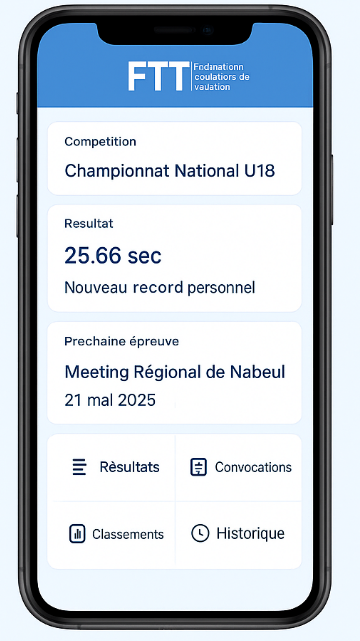 FTT
Fednnationn
coulatiors de
vadation
Competition
Championnat National U18
Resultat
25.66 sec
Nouveau record personnel
Prechaine épreuve
Meeting Régional de Nabeul
21 mal 2025
Rèsultats
Convocations
Classements
Historique